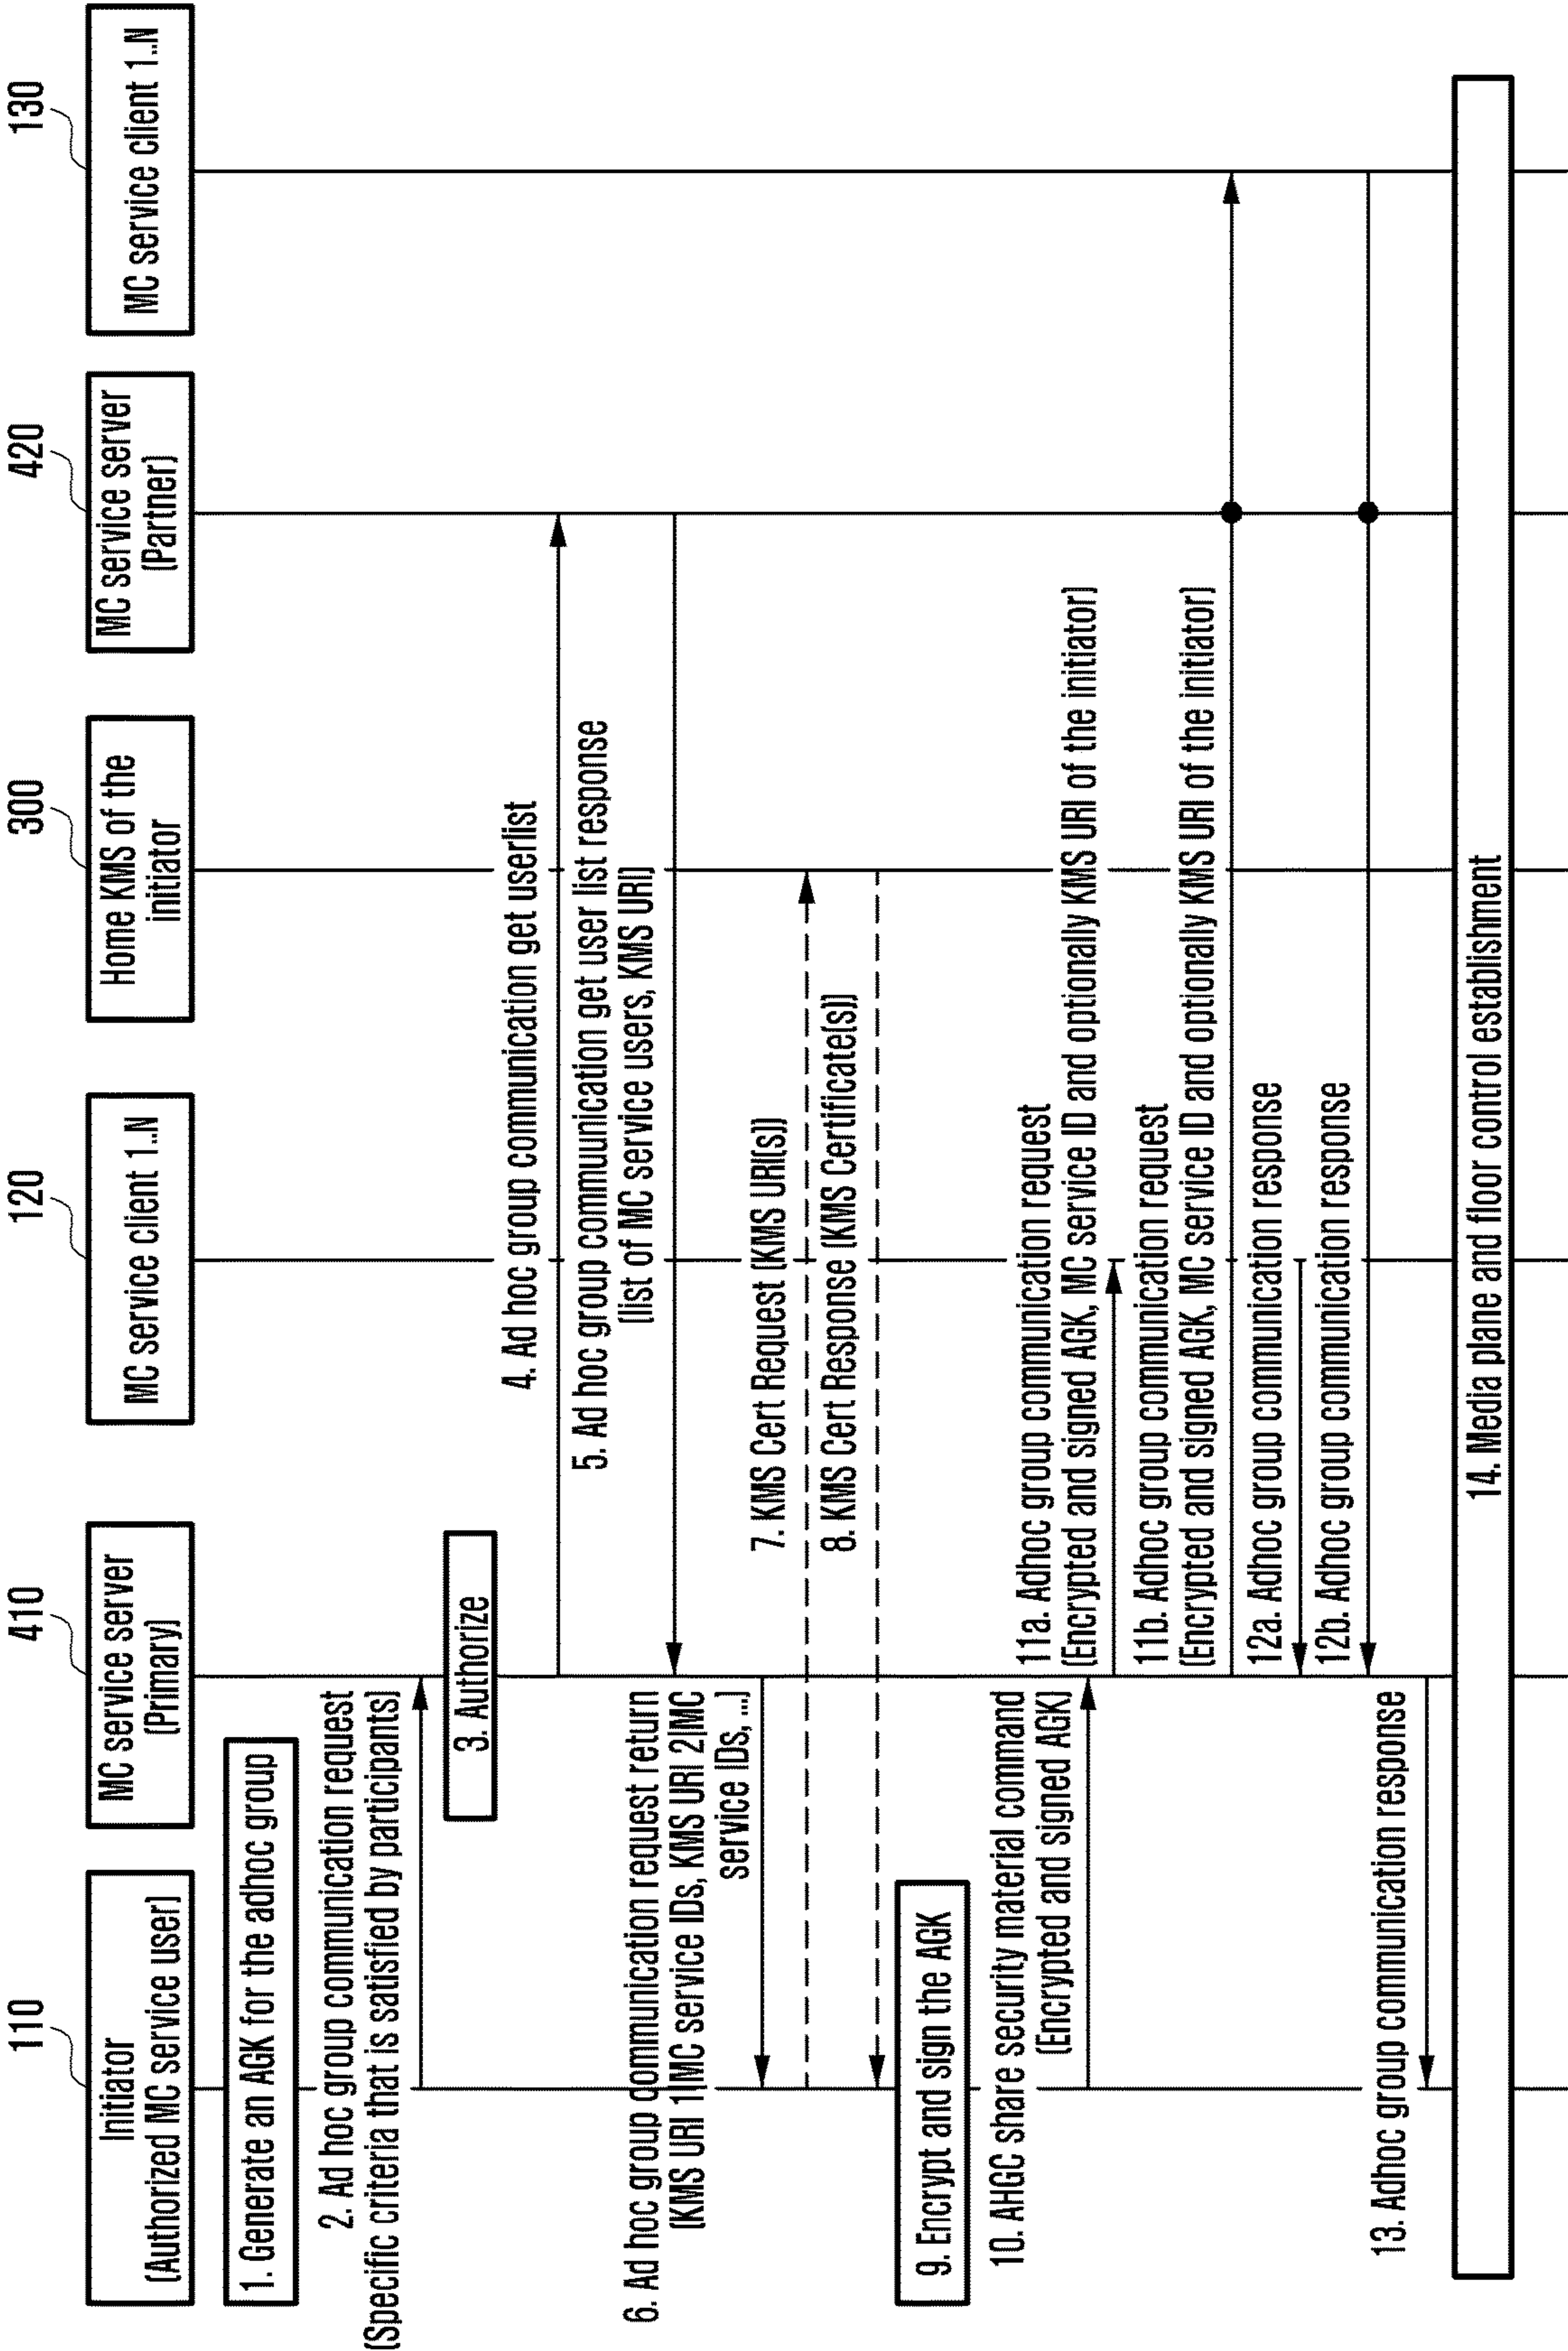 110
410
120
300
420
130
Initiator
(Authorized MC service user)
MC service server
(Primary)
MC service client 1..N
Home KMS of the
initiator
MC service server
(Partner)
MC service client 1..N
1. Generate an AGK for the adhoc group
2. Ad hoc group communication request
(Specific criteria that is satisfied by participants)
3. Authorize
4. Ad hoc group communication get userlist
5. Ad hoc group commuunication get user list response
(list of MC service users, KMS URI)
6. Ad hoc group communication request return
(KMS URI 1|MC service IDs, KMS URI 2|MC
service IDs, ...)
7. KMS Cert Request (KMS URI(s))
8. KMS Cert Response (KMS Certificate(s))
9. Encrypt and sign the AGK
10. AHGC share security material command
(Encrypted and signed AGK)
11a. Adhoc group communication request
(Encrypted and signed AGK, MC service ID and optionally KMS URI of the initiator)
11b. Adhoc group communication request
(Encrypted and signed AGK, MC service ID and optionally KMS URI of the initiator)
12a. Adhoc group communication response
12b. Adhoc group communication response
13. Adhoc group communication response
14. Media plane and floor control establishment